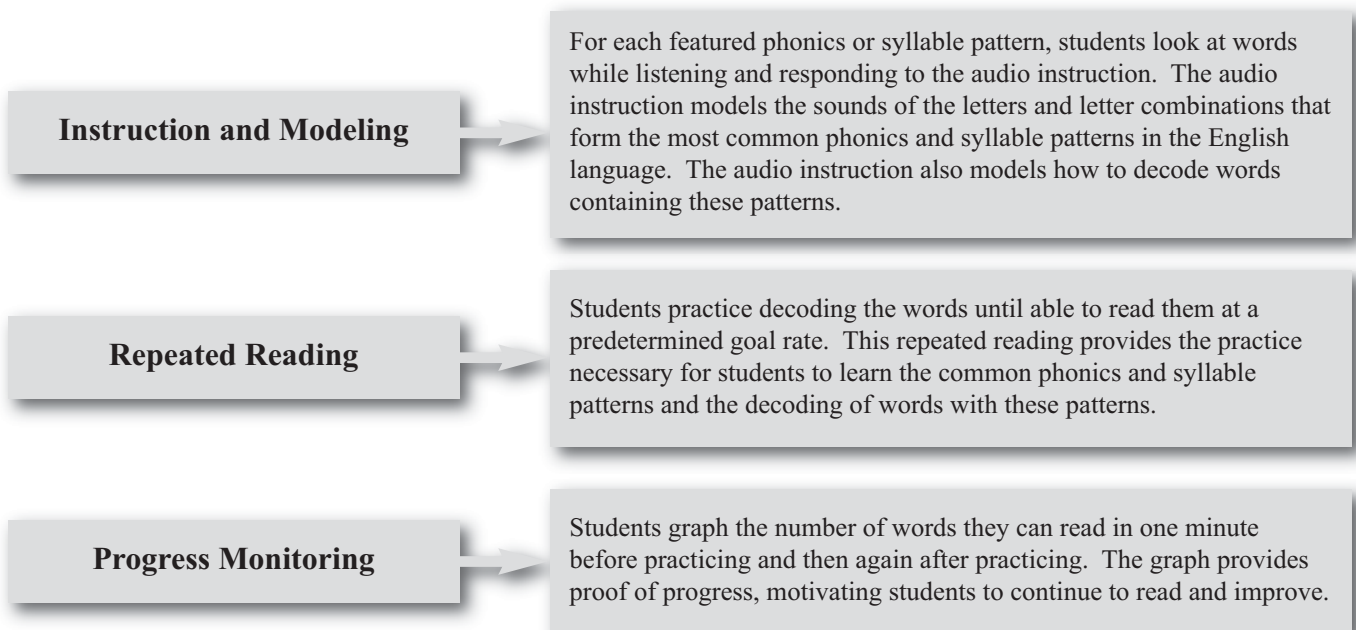 Instruction and Modeling
For each featured phonics or syllable pattern, students look at words
while listening and responding to the audio instruction. The audio
instruction models the sounds of the letters and letter combinations that
form the most common phonics and syllable patterns in the English
language. The audio instruction also models how to decode words
containing these patterns.
Repeated Reading
Students practice decoding the words until able to read them at a
predetermined goal rate. This repeated reading provides the practice
necessary for students to learn the common phonics and syllable
patterns and the decoding of words with these patterns.
Progress Monitoring
Students graph the number of words they can read in one minute
before practicing and then again after practicing. The graph provides
proof of progress, motivating students to continue to read and improve.